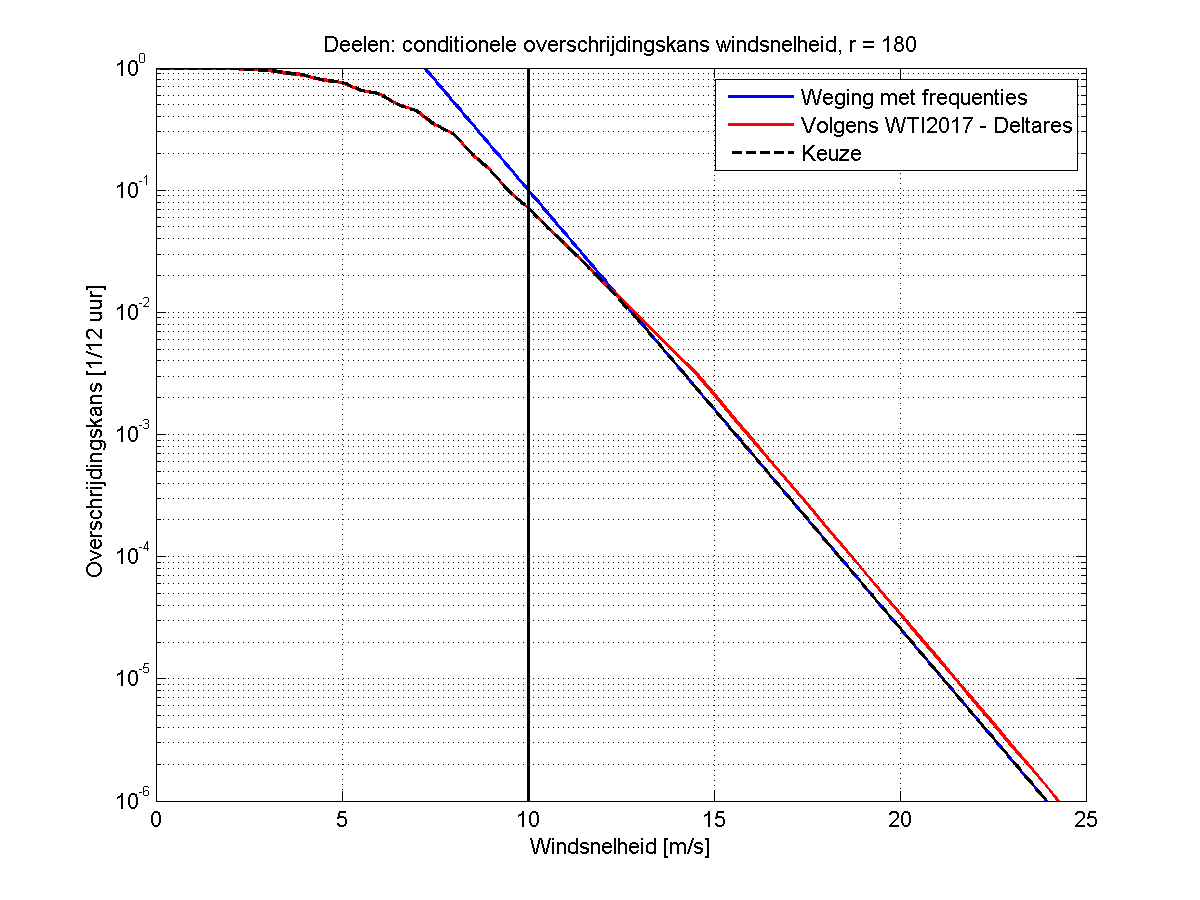 Deelen: conditionele overschrijdingskans windsnelheid, r = 180
Weging met frequenties
Volgens WTI2017 - Deltares
Keuze
10^0
10^-1
10^-2
10^-3
10^-4
10^-5
10^-6
Overschrijdingskans [1/12 uur]
0 5 10 15 20 25
Windsnelheid [m/s]